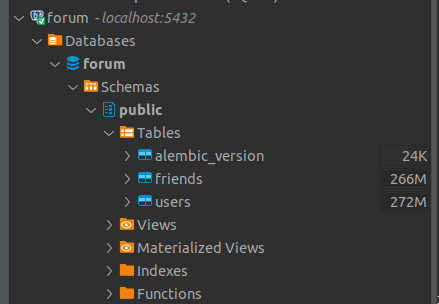 forum - localhost:5432
Databases
forum
Schemas
public
Tables
alembic_version 24K
friends 266M
users 272M
Views
Materialized Views
Indexes
Functions